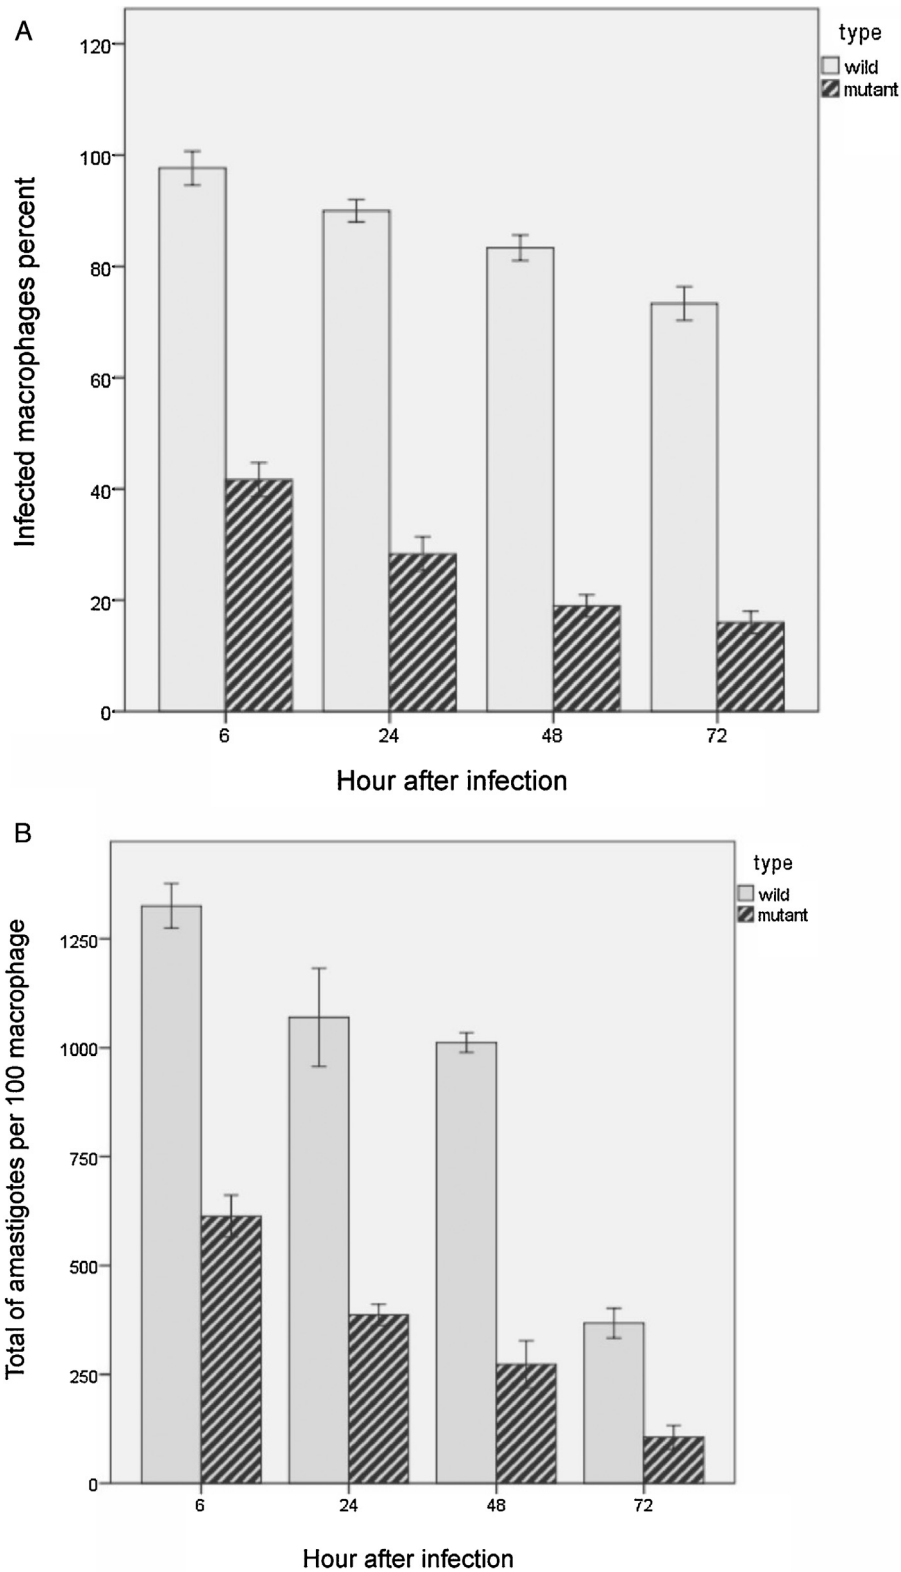 A
type
wild
mutant
Infected macrophages percent
120
100
80
60
40
20
0
6 24 48 72
Hour after infection
B
type
wild
mutant
Total of amastigotes per 100 macrophage
1250
1000
750
500
250
0
6 24 48 72
Hour after infection